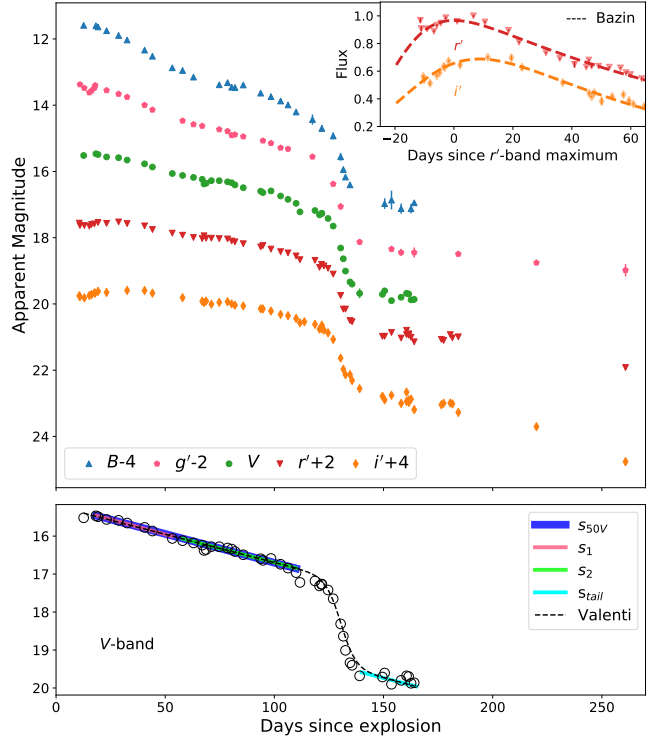 12
14
16
18
20
22
24
Apparent Magnitude
B-4
g′-2
V
r′+2
i′+4
1.0
0.8
0.6
0.4
0.2
Flux
Bazin
r′
i′
−20
0
20
40
60
Days since r′-band maximum
16
17
18
19
20
V-band
s50V
s1
s2
stail
Valenti
0
50
100
150
200
250
Days since explosion